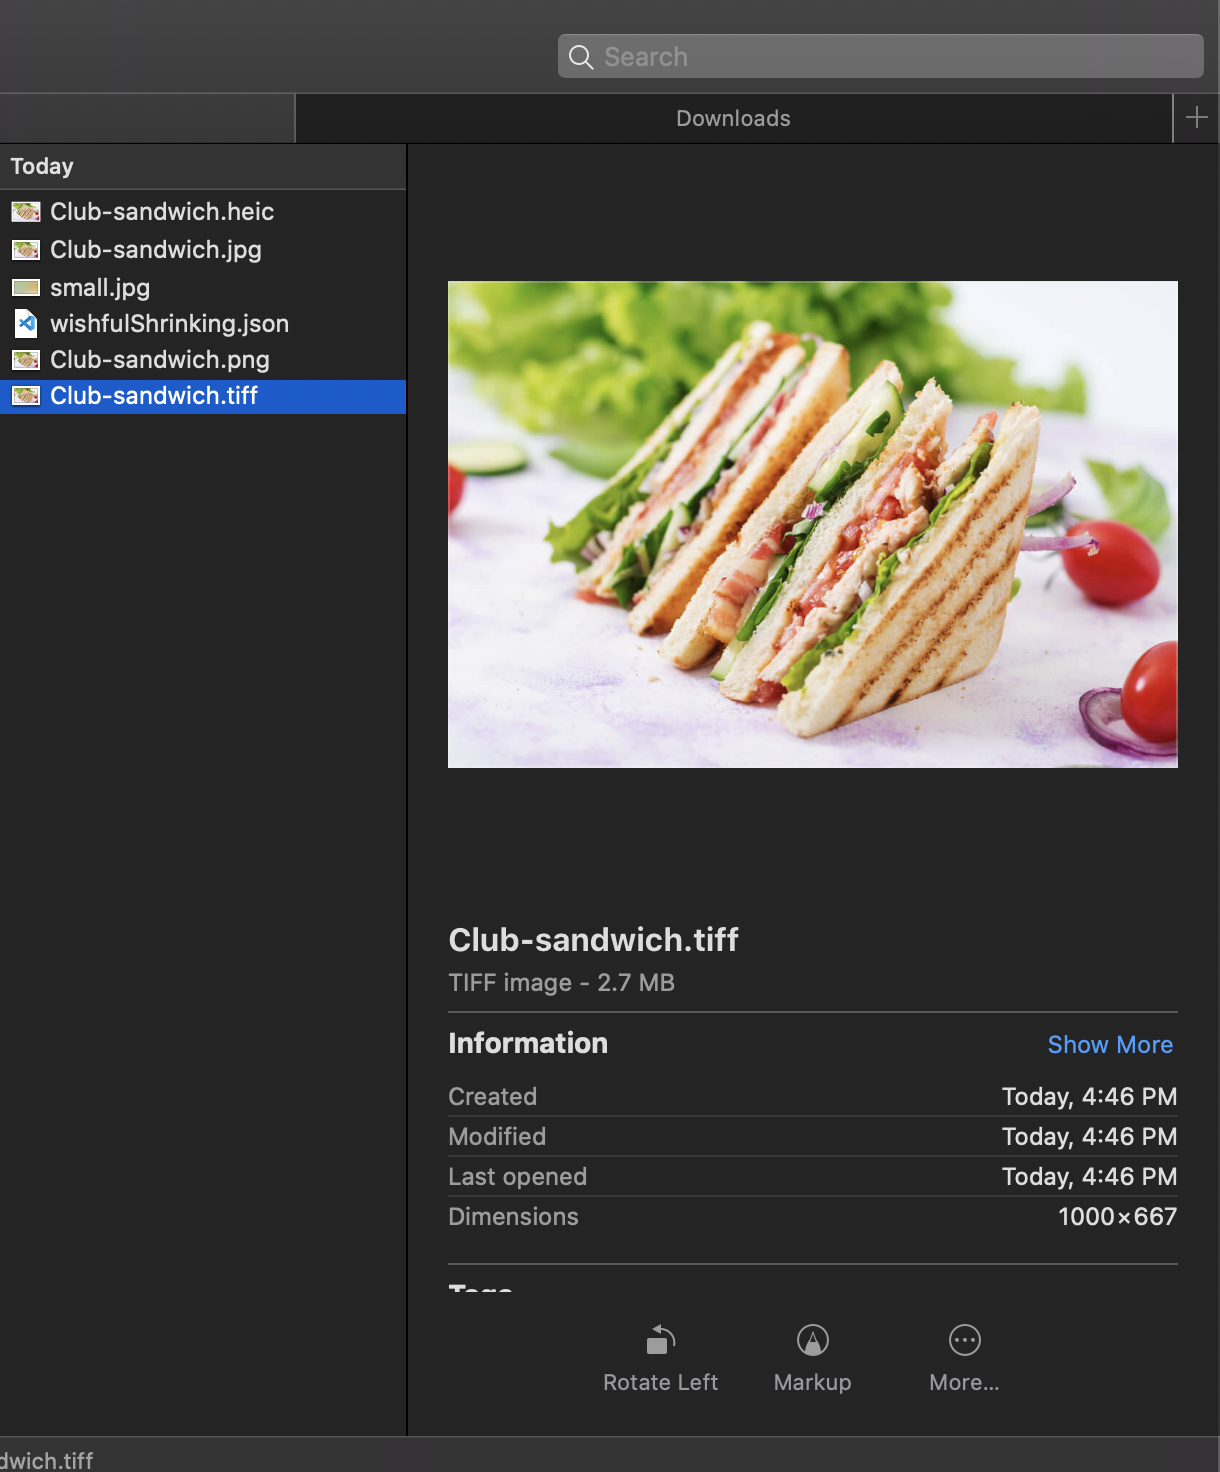 Search
Downloads
Today
Club-sandwich.heic
Club-sandwich.jpg
small.jpg
wishfulShrinking.json
Club-sandwich.png
Club-sandwich.tiff
Club-sandwich.tiff
TIFF image - 2.7 MB
Information Show More
Created Today, 4:46 PM
Modified Today, 4:46 PM
Last opened Today, 4:46 PM
Dimensions 1000×667
Tags
Rotate Left Markup More...
dwich.tiff